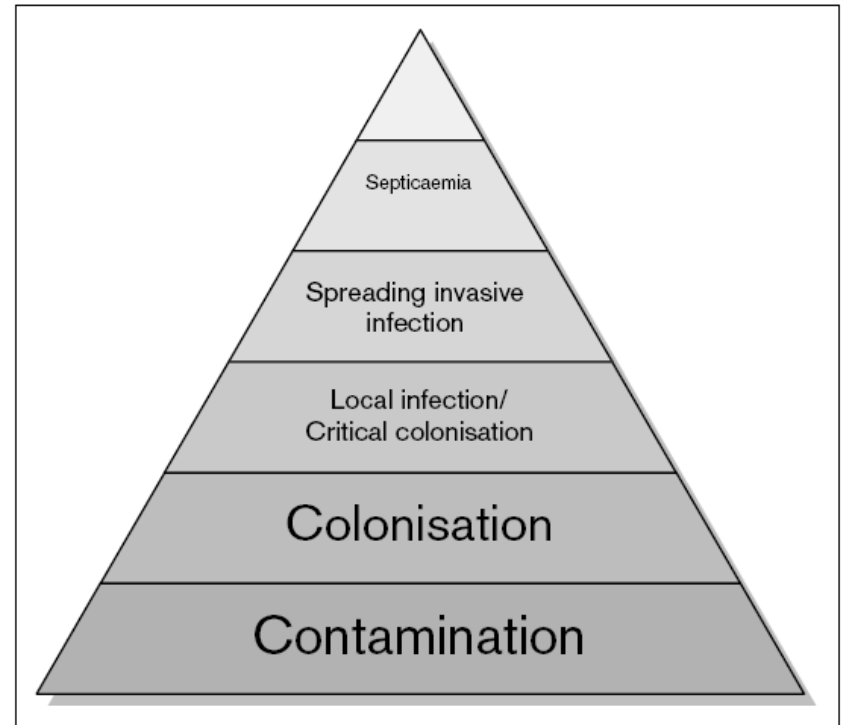 Septicaemia
Spreading invasive
infection
Local infection/
Critical colonisation
Colonisation
Contamination